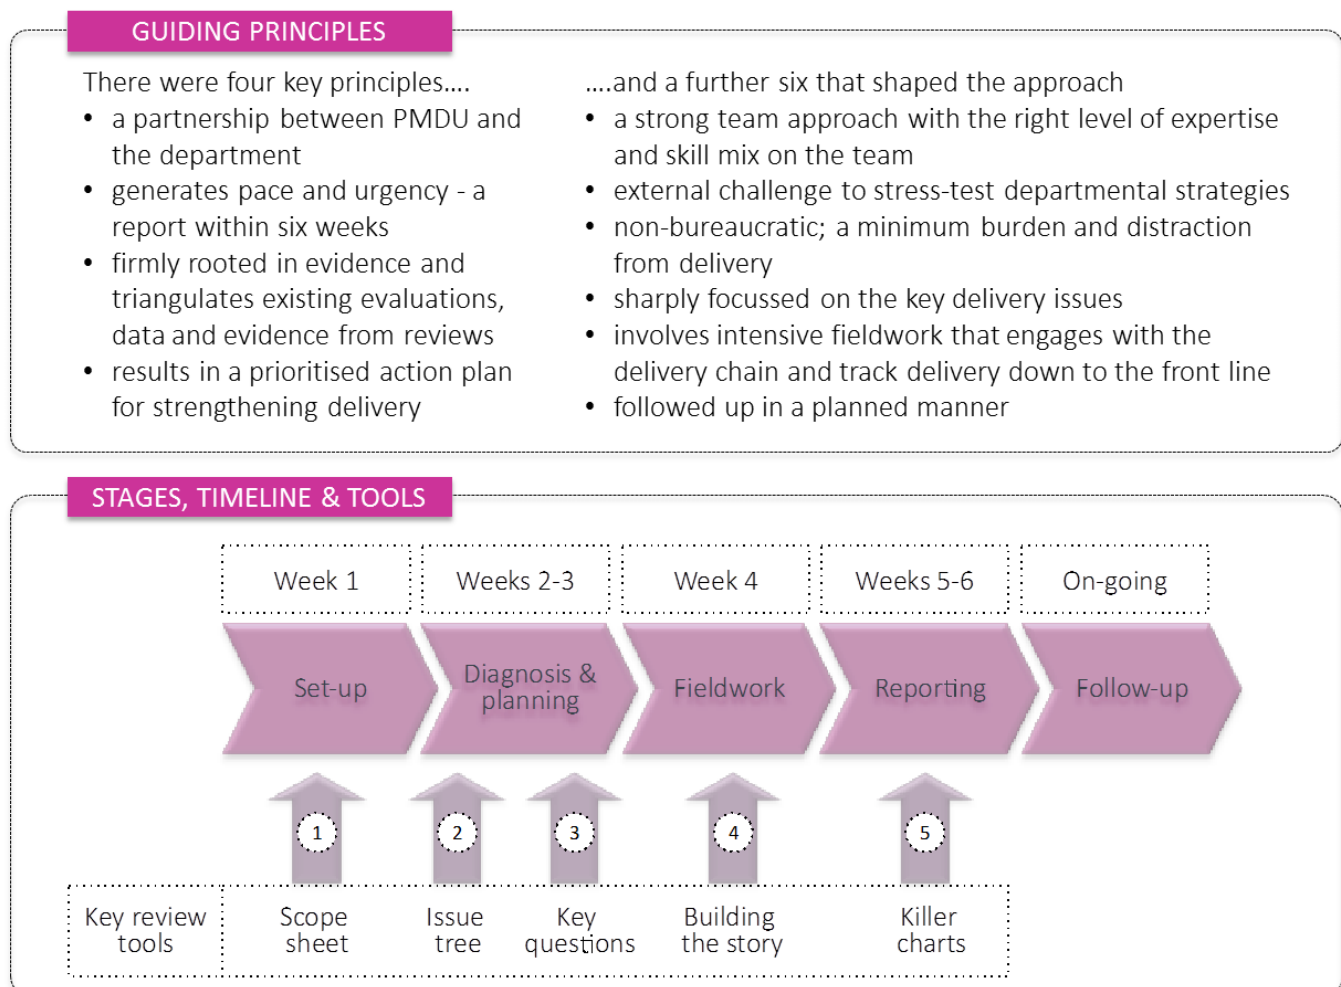 GUIDING PRINCIPLES
There were four key principles....
• a partnership between PMDU and
the department
• generates pace and urgency - a
report within six weeks
• firmly rooted in evidence and
triangulates existing evaluations,
data and evidence from reviews
• results in a prioritised action plan
for strengthening delivery
....and a further six that shaped the approach
• a strong team approach with the right level of expertise
and skill mix on the team
• external challenge to stress-test departmental strategies
• non-bureaucratic; a minimum burden and distraction
from delivery
• sharply focussed on the key delivery issues
• involves intensive fieldwork that engages with the
delivery chain and track delivery down to the front line
• followed up in a planned manner
STAGES, TIMELINE & TOOLS
Week 1
Weeks 2-3
Week 4
Weeks 5-6
On-going
Set-up
Diagnosis &
planning
Fieldwork
Reporting
Follow-up
1
2
3
4
5
Key review
tools
Scope
sheet
Issue
tree
Key
questions
Building
the story
Killer
charts